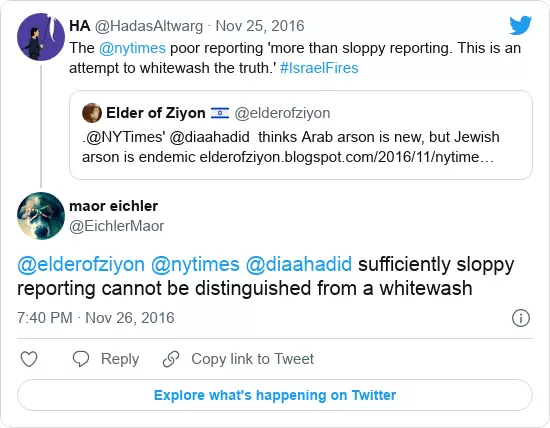 HA @HadasAltwarg · Nov 25, 2016
The @nytimes poor reporting 'more than sloppy reporting. This is an
attempt to whitewash the truth.' #IsraelFires
Elder of Ziyon 🇮🇱 @elderofziyon
.@NYTimes' @diaahadid thinks Arab arson is new, but Jewish
arson is endemic elderofziyon.blogspot.com/2016/11/nytime…
maor eichler
@EichlerMaor
@elderofziyon @nytimes @diaahadid sufficiently sloppy
reporting cannot be distinguished from a whitewash
7:40 PM · Nov 26, 2016
Reply Copy link to Tweet
Explore what's happening on Twitter